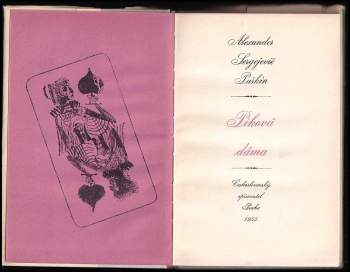 Alexander
Sergejevič
Puškin
Piková
dáma
Československý
spisovatel
Praha
1955